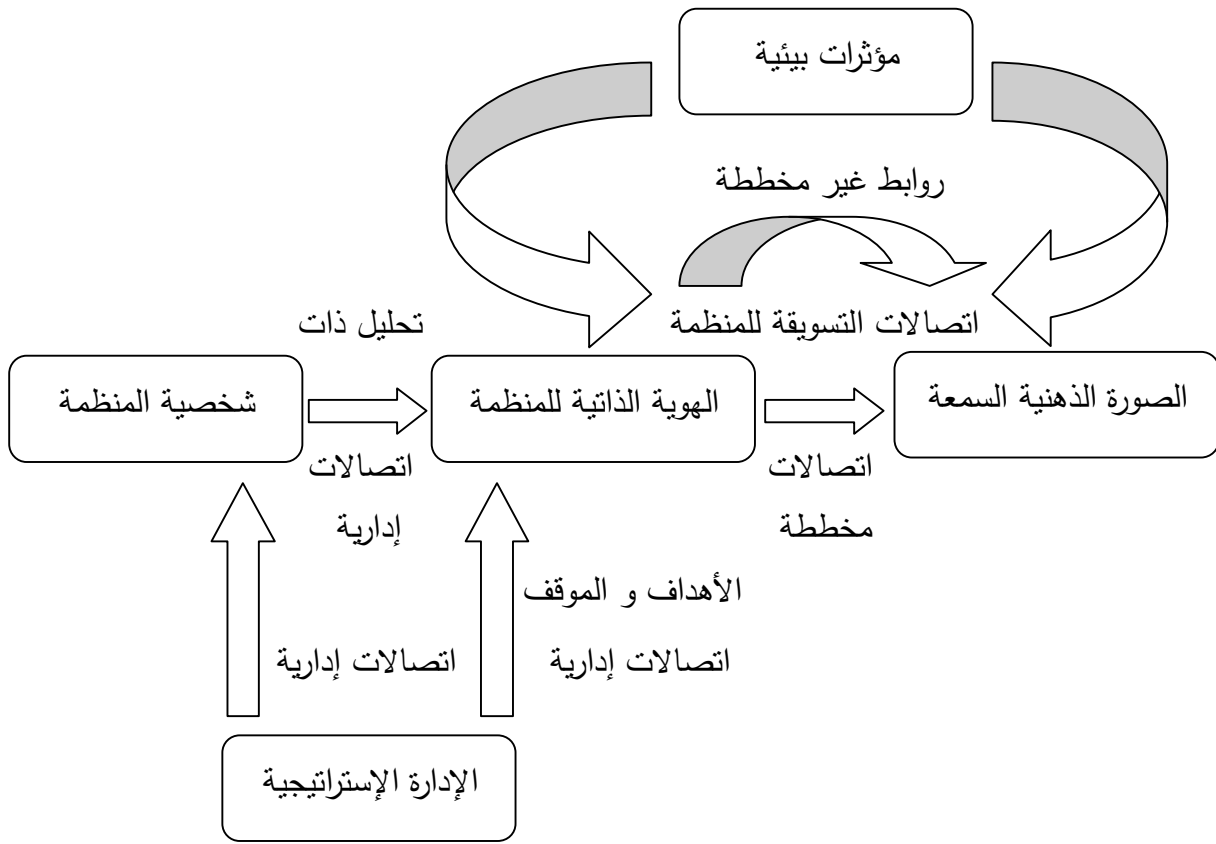 مؤثرات بيئية
روابط غير مخططة
اتصالات التسويقة للمنظمة
تحليل ذات
شخصية المنظمة
الهوية الذاتية للمنظمة
الصورة الذهنية السمعة
اتصالات
إدارية
اتصالات
مخططة
الأهداف و الموقف
اتصالات إدارية
اتصالات إدارية
الإدارة الإستراتيجية